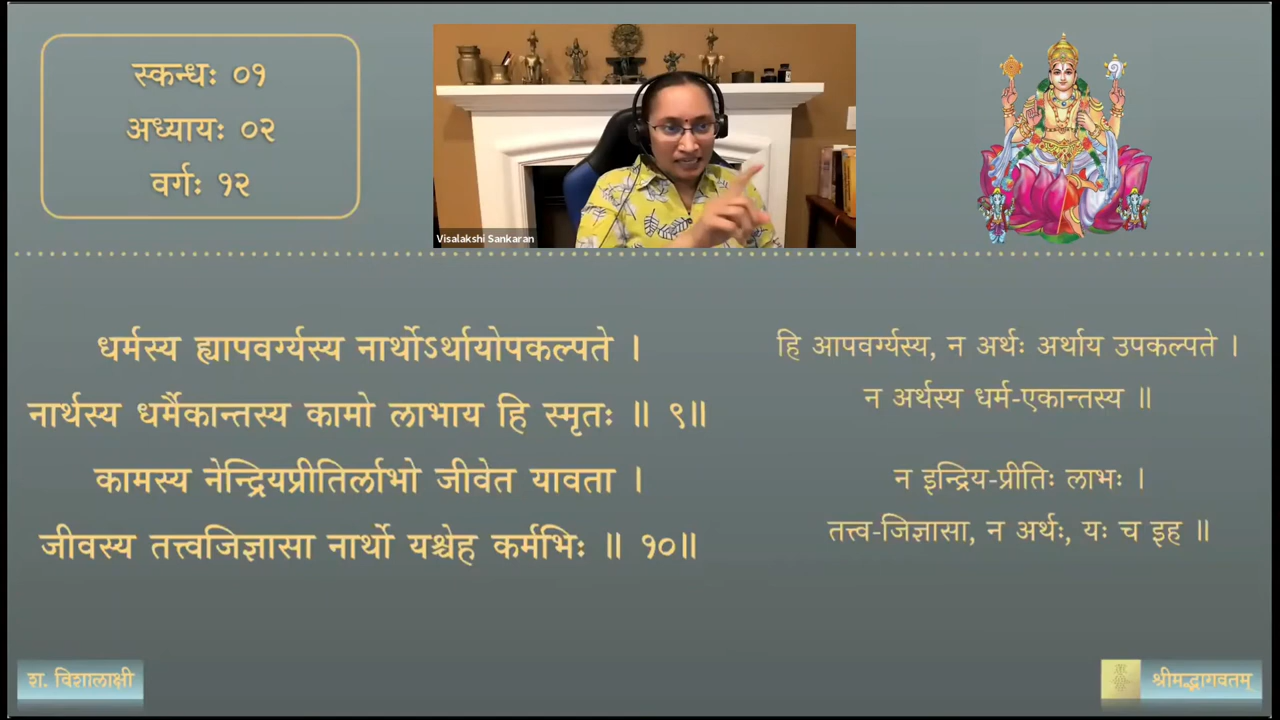 स्कन्धः ०१
अध्यायः ०२
वर्गः १२
Visalakshi Sankaran
धर्मस्य ह्यापवर्ग्यस्य नार्थोऽर्थायोपकल्पते ।
नार्थस्य धर्मैकान्तस्य कामो लाभाय हि स्मृतः ॥ ९॥
कामस्य नेन्द्रियप्रीतिर्लाभो जीवेत यावता ।
जीवस्य तत्त्वजिज्ञासा नार्थो यश्चेह कर्मभिः ॥ १०॥
हि आपवर्ग्यस्य, न अर्थः अर्थाय उपकल्पते ।
न अर्थस्य धर्म-एकान्तस्य ॥
न इन्द्रिय-प्रीतिः लाभः ।
तत्त्व-जिज्ञासा, न अर्थः, यः च इह ॥
श. विशालाक्षी
श्रीमद्भागवतम्